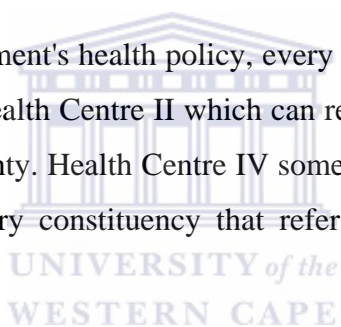 ment's health policy, every
ealth Centre II which can re
nty. Health Centre IV some
ry constituency that refer
UNIVERSITY of the
WESTERN CAPE